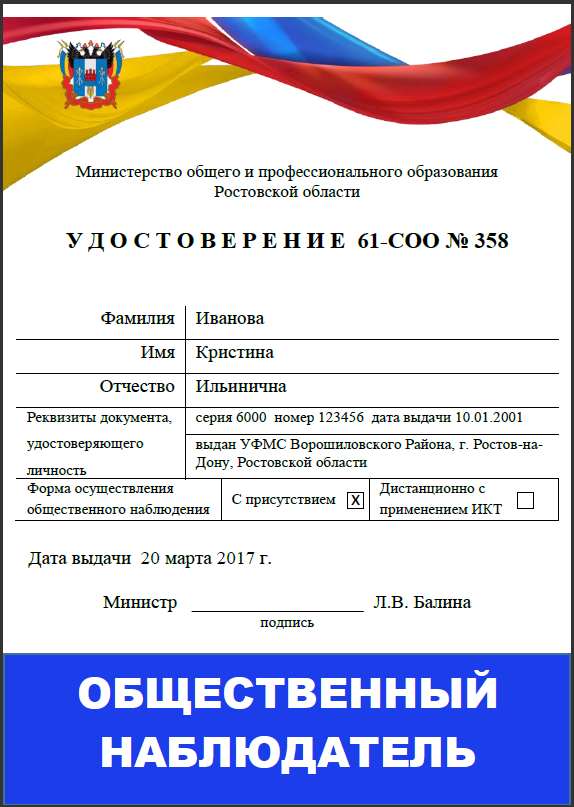 Министерство общего и профессионального образования
Ростовской области
У Д О С Т О В Е Р Е Н И Е 61-СОО № 358
Фамилия Иванова
Имя Кристина
Отчество Ильинична
Реквизиты документа,
удостоверяющего
личность
серия 6000 номер 123456 дата выдачи 10.01.2001
выдан УФМС Ворошиловского Района, г. Ростов-на-
Дону, Ростовской области
Форма осуществления
общественного наблюдения
С присутствием X
Дистанционно с
применением ИКТ
Дата выдачи 20 марта 2017 г.
Министр ___________________ Л.В. Балина
подпись
ОБЩЕСТВЕННЫЙ
НАБЛЮДАТЕЛЬ